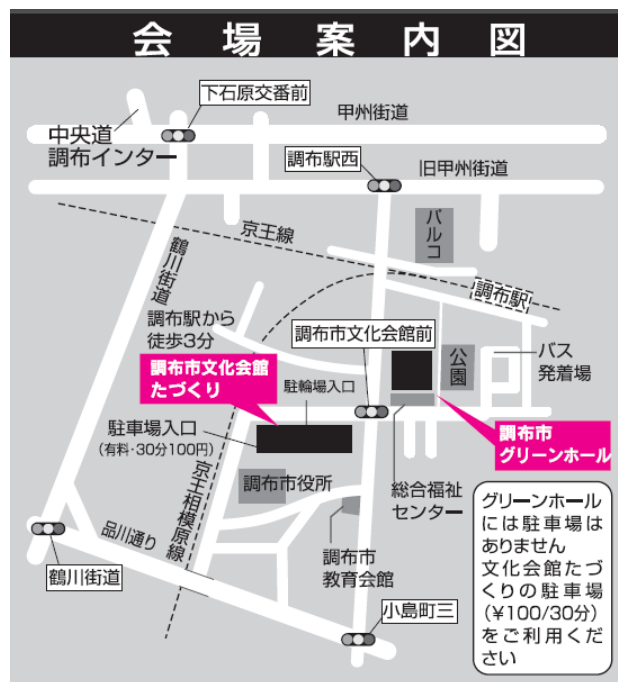 会場案内図
下石原交番前
甲州街道
中央道
調布インター
調布駅西
旧甲州街道
パルコ
京王線
鶴川街道
調布駅
調布駅から
徒歩3分
調布市文化会館前
調布市文化会館
たづくり
駐輪場入口
公園
バス
発着場
駐車場入口
(有料・30分100円)
調布市
グリーンホール
調布市役所
総合福祉
センター
京王相模原線
品川通り
調布市
教育会館
鶴川街道
小島町三
グリーンホール
には駐車場は
ありません
文化会館たづ
くりの駐車場
(¥100/30分)
をご利用くだ
さい